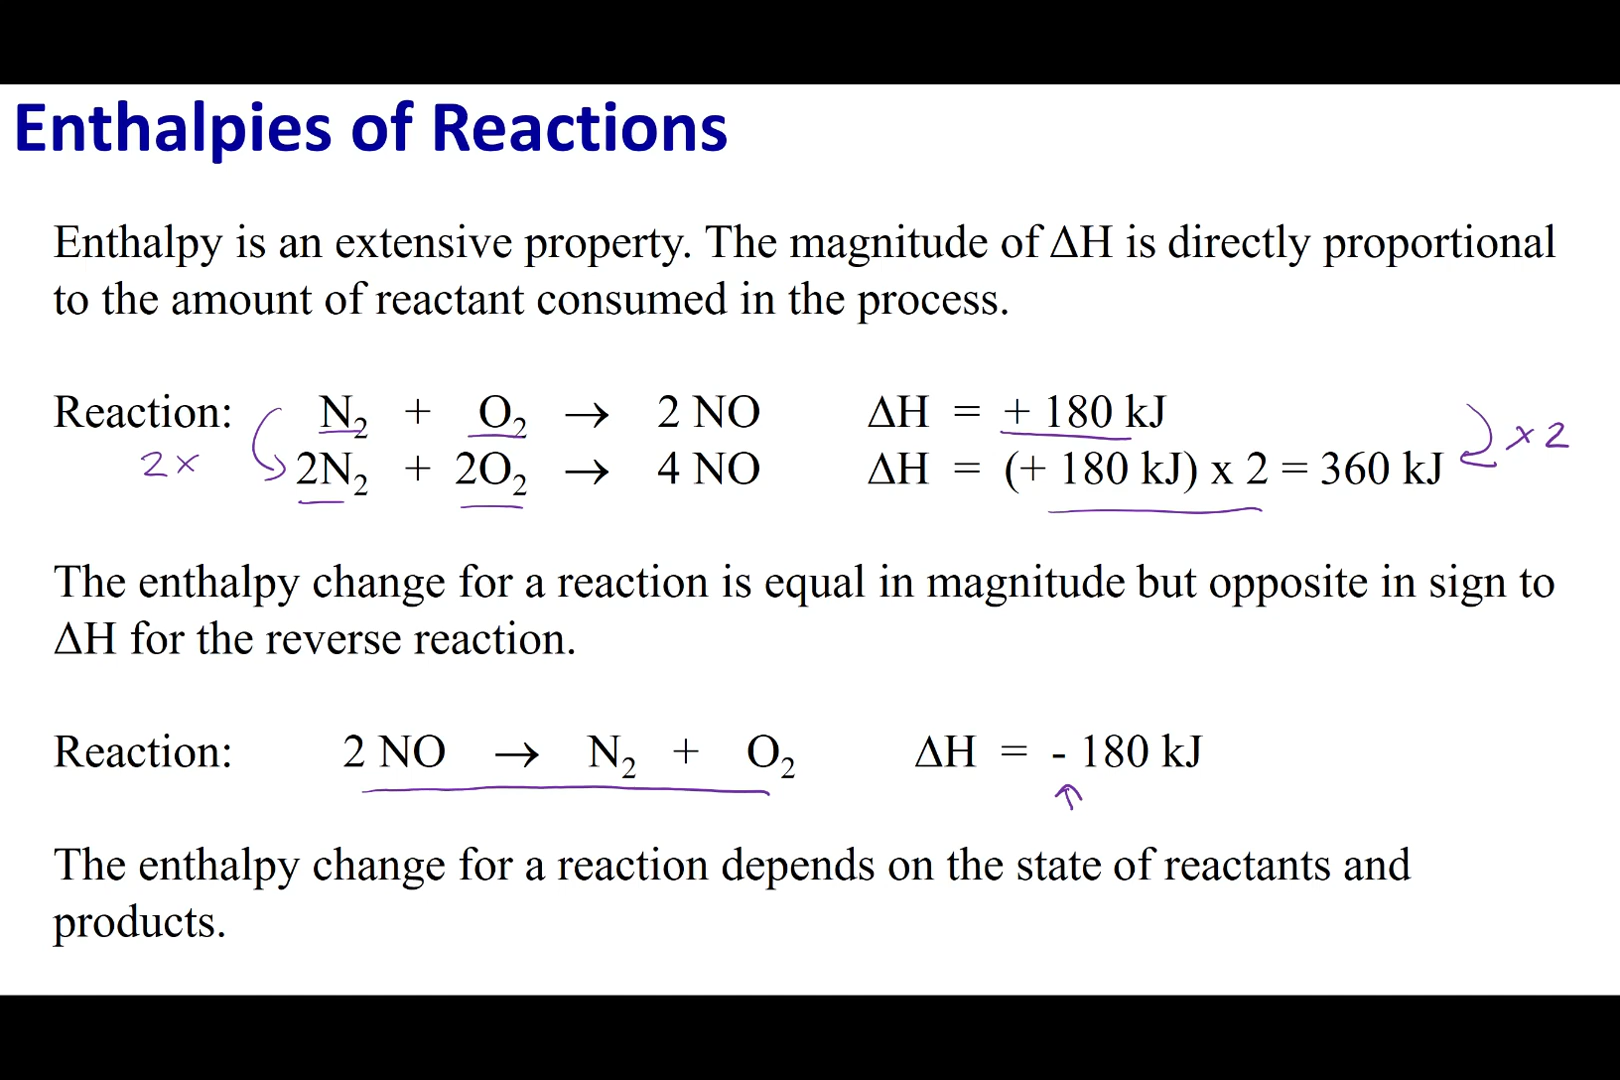 Enthalpies of Reactions
Enthalpy is an extensive property. The magnitude of ΔH is directly proportional
to the amount of reactant consumed in the process.
Reaction: N₂ + O₂ → 2 NO ΔH = + 180 kJ
2x 2N₂ + 2O₂ → 4 NO ΔH = (+ 180 kJ) x 2 = 360 kJ x 2
The enthalpy change for a reaction is equal in magnitude but opposite in sign to
ΔH for the reverse reaction.
Reaction: 2 NO → N₂ + O₂ ΔH = - 180 kJ
The enthalpy change for a reaction depends on the state of reactants and
products.